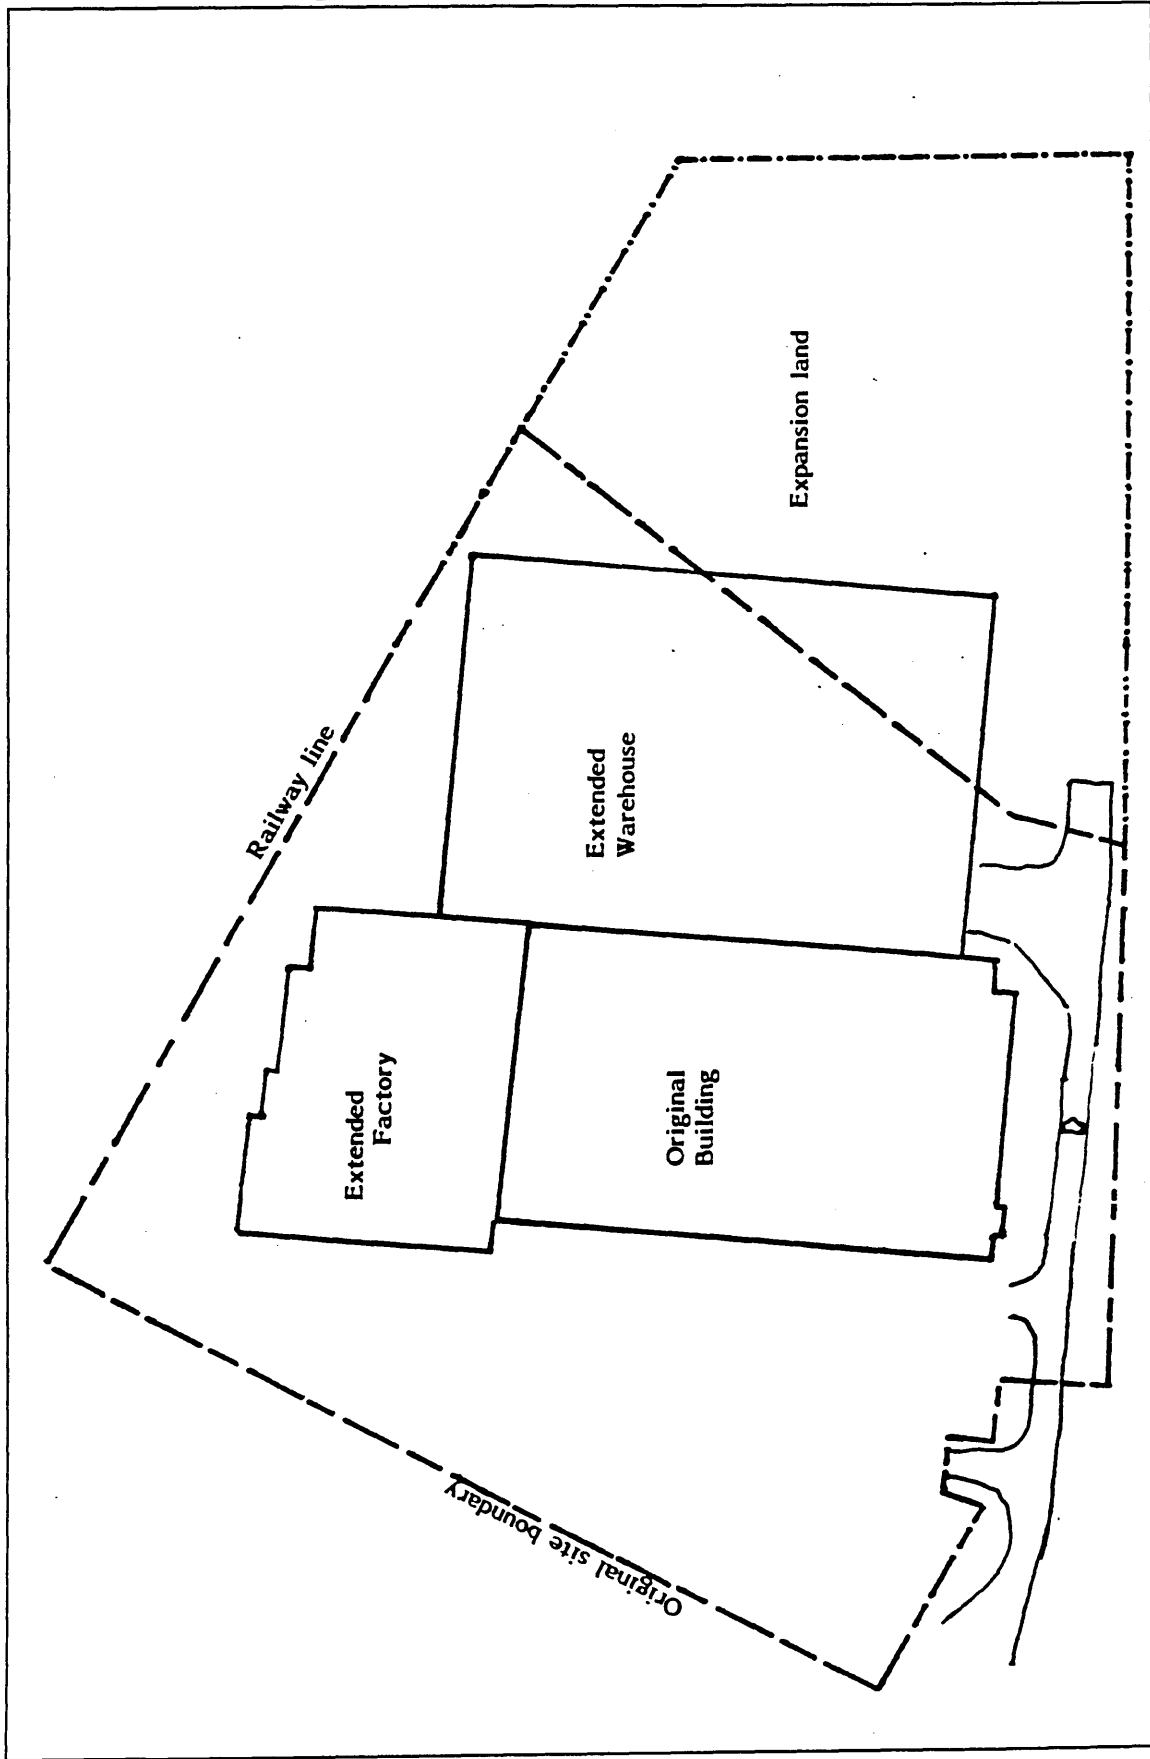 Railway line
Extended
Factory
Extended
Warehouse
Original
Building
Expansion land
Original site boundary